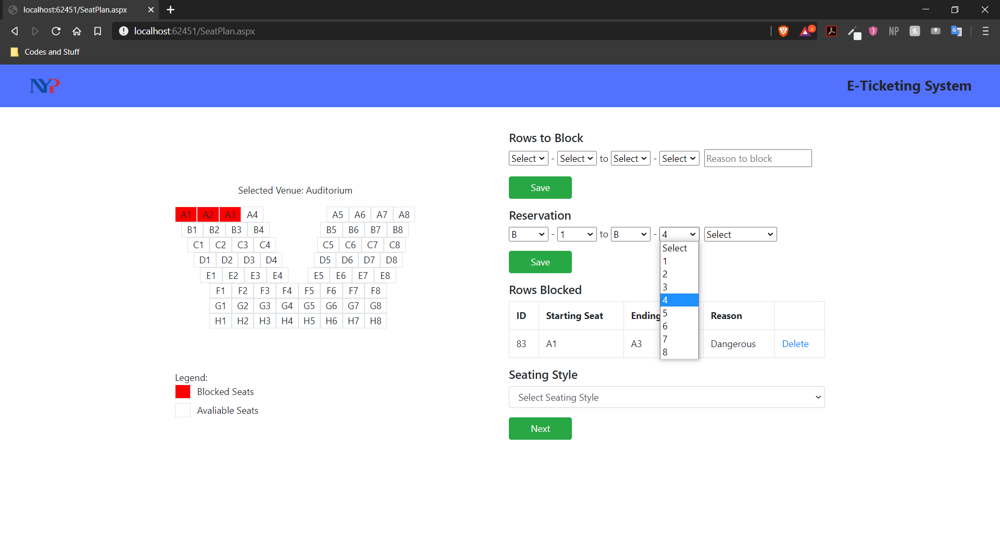 localhost:62451/SeatPlan.aspx
localhost:62451/SeatPlan.aspx
3
NP
Codes and Stuff
NYP
E-Ticketing System
Rows to Block
Select - Select to Select - Select Reason to block
Save
Selected Venue: Auditorium
A1 A2 A3 A4 A5 A6 A7 A8
B1 B2 B3 B4 B5 B6 B7 B8
C1 C2 C3 C4 C5 C6 C7 C8
D1 D2 D3 D4 D5 D6 D7 D8
E1 E2 E3 E4 E5 E6 E7 E8
F1 F2 F3 F4 F5 F6 F7 F8
G1 G2 G3 G4 G5 G6 G7 G8
H1 H2 H3 H4 H5 H6 H7 H8
Legend:
Blocked Seats
Avaliable Seats
Reservation
B - 1 to B - 4 Select
Select
1
2
3
4
5
6
7
8
Save
Rows Blocked
ID Starting Seat Ending Reason
83 A1 A3 Dangerous Delete
Seating Style
Select Seating Style
Next